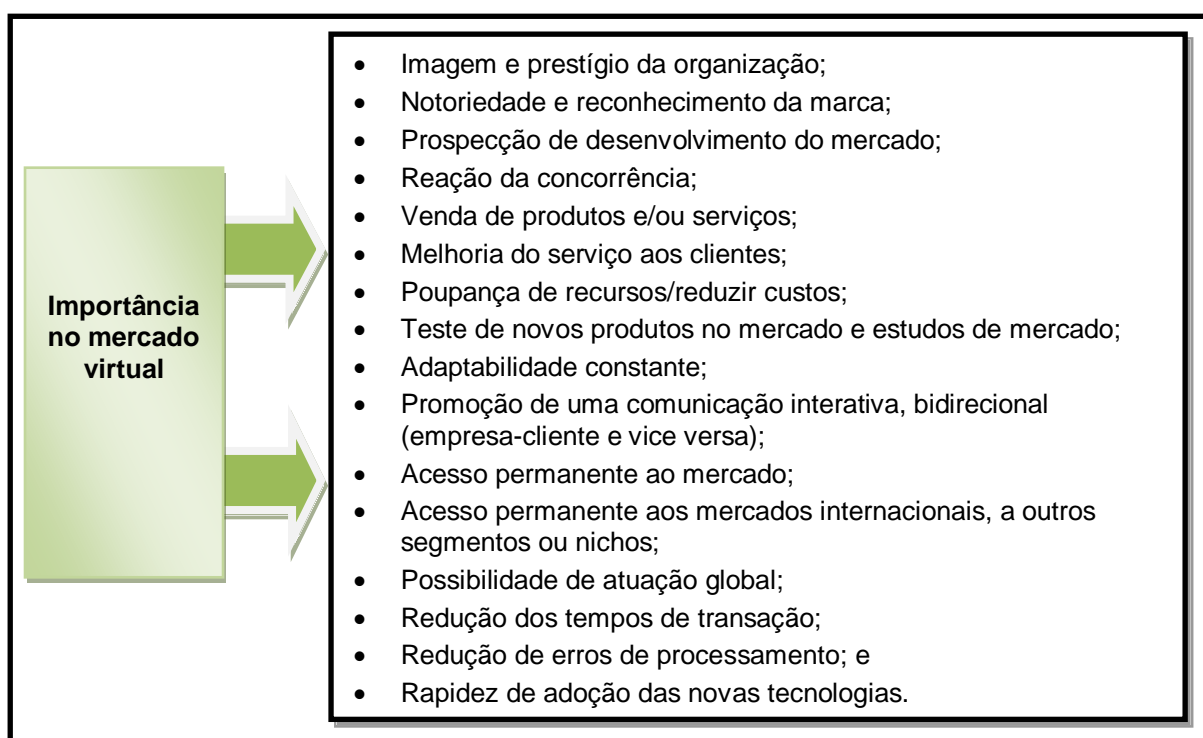 Importância
no mercado
virtual
• Imagem e prestígio da organização;
• Notoriedade e reconhecimento da marca;
• Prospecção de desenvolvimento do mercado;
• Reação da concorrência;
• Venda de produtos e/ou serviços;
• Melhoria do serviço aos clientes;
• Poupança de recursos/reduzir custos;
• Teste de novos produtos no mercado e estudos de mercado;
• Adaptabilidade constante;
• Promoção de uma comunicação interativa, bidirecional
(empresa-cliente e vice versa);
• Acesso permanente ao mercado;
• Acesso permanente aos mercados internacionais, a outros
segmentos ou nichos;
• Possibilidade de atuação global;
• Redução dos tempos de transação;
• Redução de erros de processamento; e
• Rapidez de adoção das novas tecnologias.